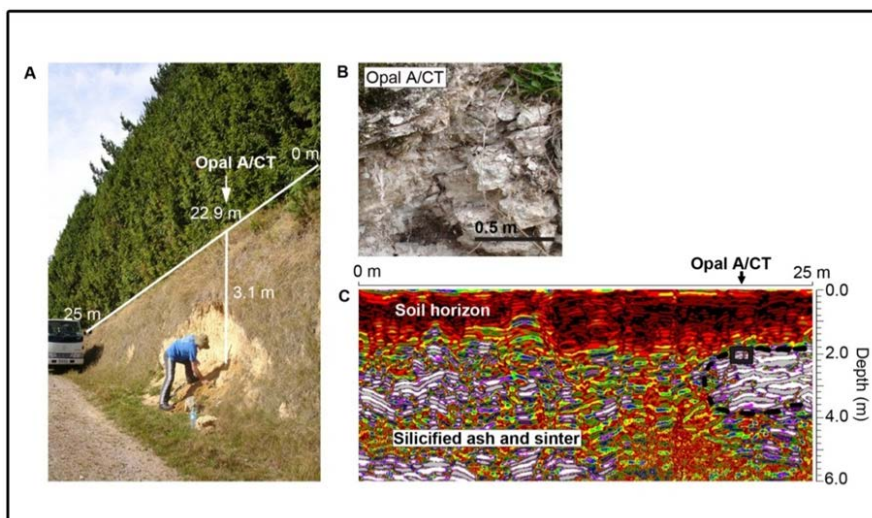 A
Opal A/CT
0 m
22.9 m
3.1 m
25 m
B
Opal A/CT
0.5 m
C
0 m
Opal A/CT
25 m
Soil horizon
Silicified ash and sinter
0.0
2.0
4.0
6.0
Depth (m)